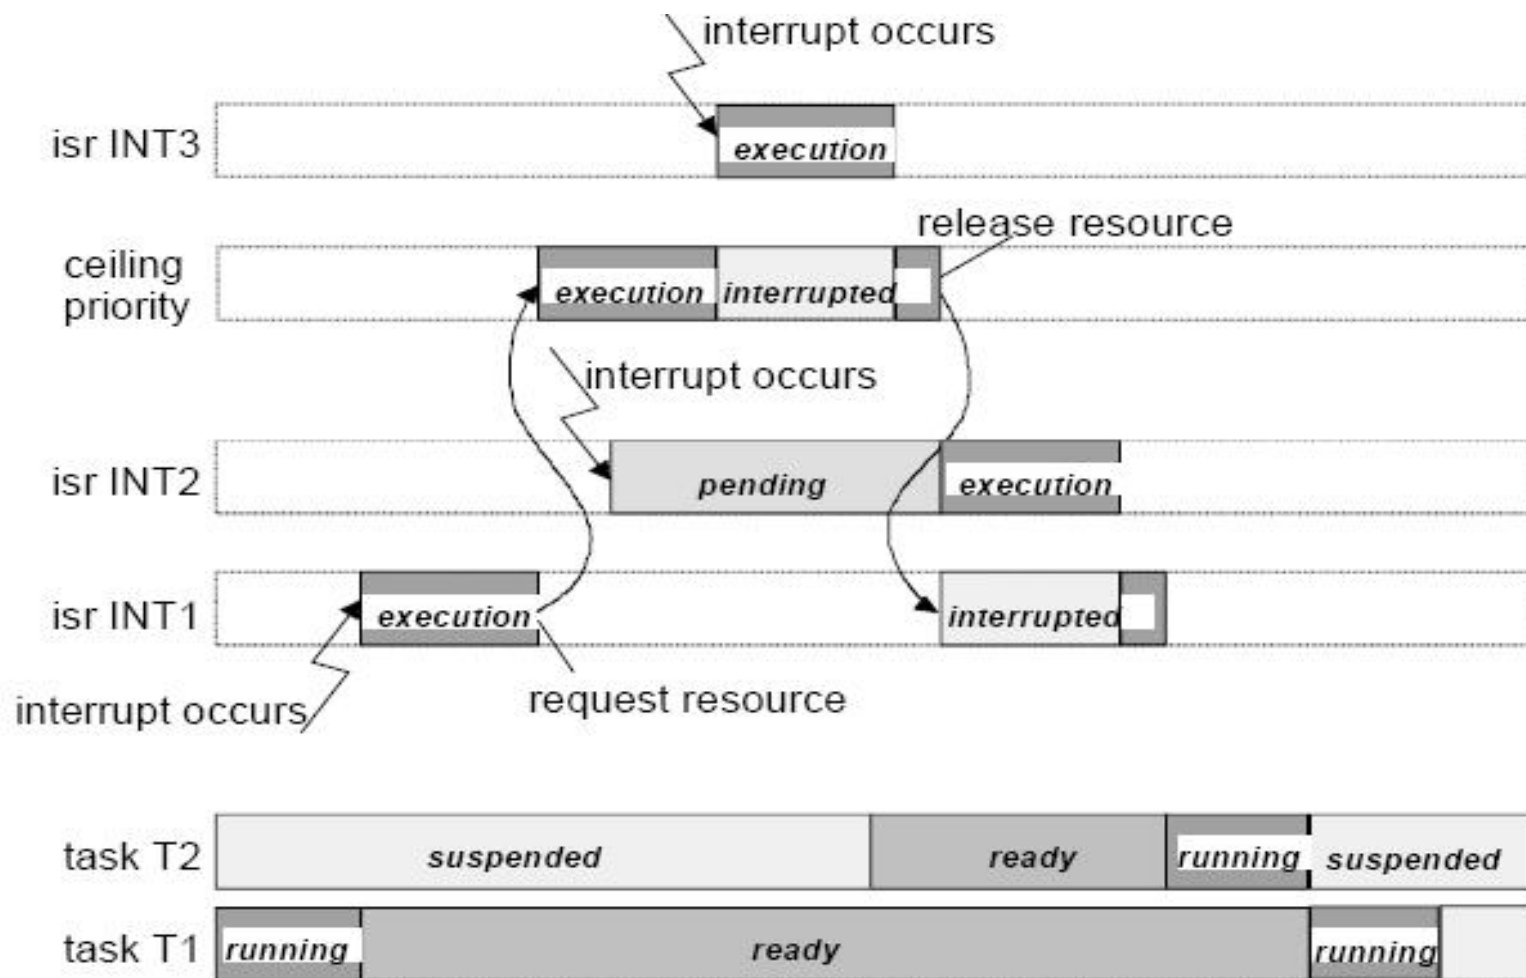 interrupt occurs
isr INT3
execution
release resource
ceiling
priority
execution
interrupted
interrupt occurs
isr INT2
pending
execution
isr INT1
execution
interrupted
request resource
interrupt occurs
task T2
suspended
ready
running
suspended
task T1
running
ready
running